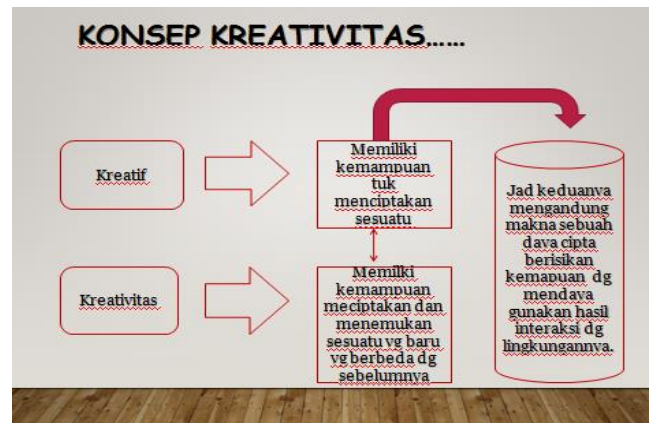 KONSEP KREATIVITAS......
Kreatif
Memiliki
kemampuan
tuk
menciptakan
sesuatu
Kreativitas
Memilki
kemampuan
meciptakan dan
menemukan
sesuatu yg baru
yg berbeda dg
sebelumnya
Jad keduanya
mengandung
makna sebuah
daya cipta
berisikan
kemapuan dg
mendaya
gunakan hasil
interaksi dg
lingkungannya.